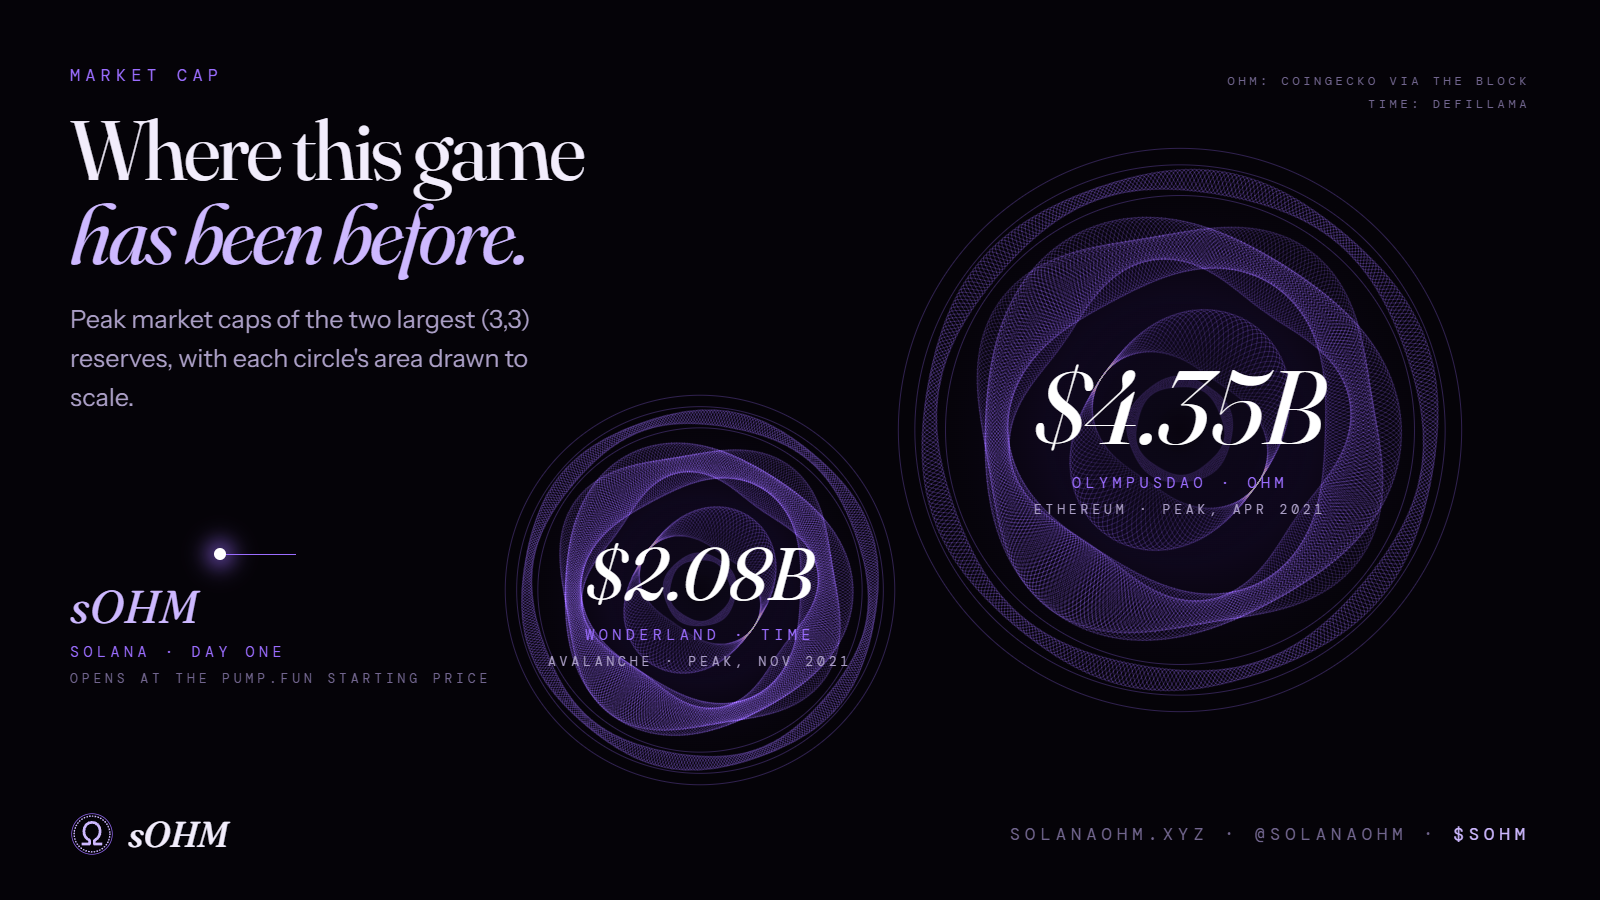 MARKET CAP
OHM: COINGECKO VIA THE BLOCK
TIME: DEFILLAMA
Where this game
has been before.
Peak market caps of the two largest (3,3)
reserves, with each circle's area drawn to
scale.
$4.35B
OLYMPUSDAO · OHM
ETHEREUM · PEAK, APR 2021
$2.08B
WONDERLAND · TIME
AVALANCHE · PEAK, NOV 2021
sOHM
SOLANA · DAY ONE
OPENS AT THE PUMP.FUN STARTING PRICE
Ω sOHM
SOLANAOHM.XYZ · @SOLANAOHM · $SOHM